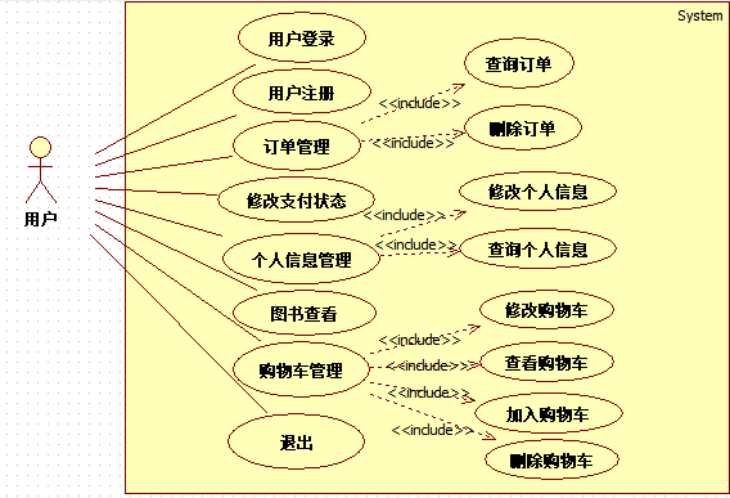 System
用户登录
查询订单
用户注册
<<include>>
删除订单
订单管理
<<include>>
修改个人信息
修改支付状态
用户
<<include>>
<<include>>
查询个人信息
个人信息管理
图书查看
修改购物车
<<include>>
查看购物车
购物车管理
<<include>>
<<include>>
加入购物车
<<include>>
退出
删除购物车